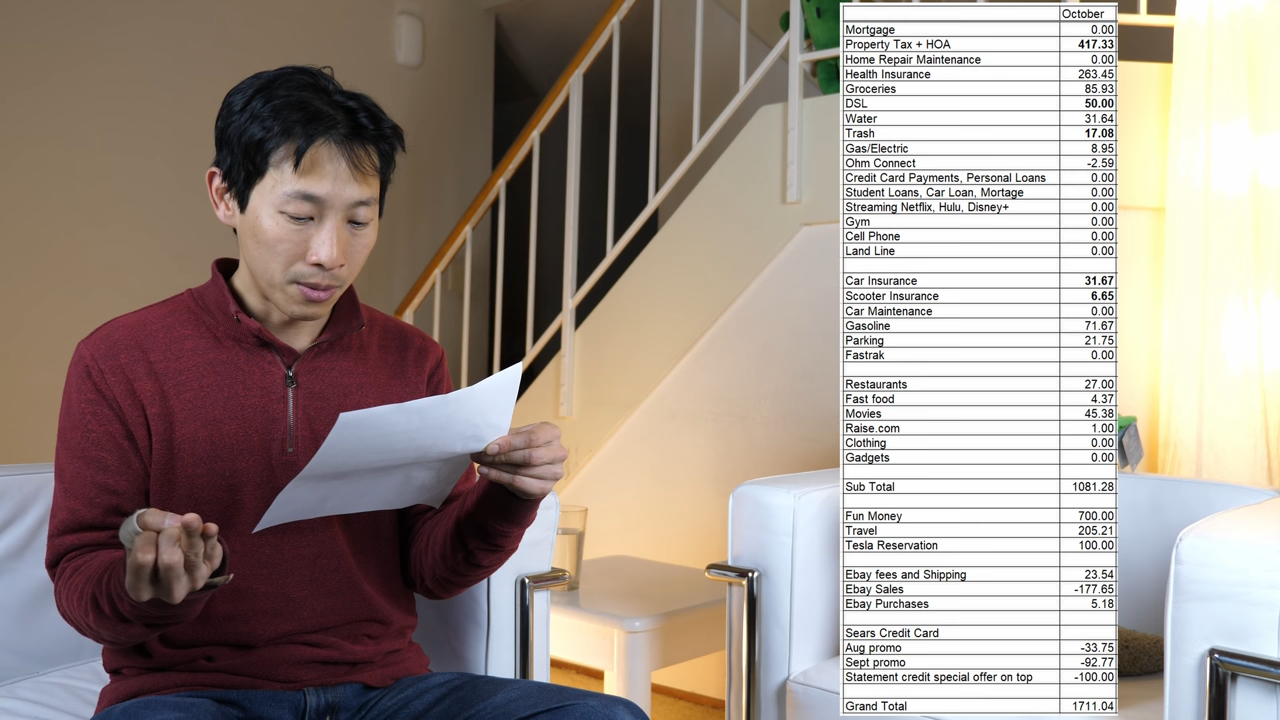 October
Mortgage 0.00
Property Tax + HOA 417.33
Home Repair Maintenance 0.00
Health Insurance 263.45
Groceries 85.93
DSL 50.00
Water 31.64
Trash 17.08
Gas/Electric 8.95
Ohm Connect -2.59
Credit Card Payments, Personal Loans 0.00
Student Loans, Car Loan, Mortage 0.00
Streaming Netflix, Hulu, Disney+ 0.00
Gym 0.00
Cell Phone 0.00
Land Line 0.00
Car Insurance 31.67
Scooter Insurance 6.65
Car Maintenance 0.00
Gasoline 71.67
Parking 21.75
Fastrak 0.00
Restaurants 27.00
Fast food 4.37
Movies 45.38
Raise.com 1.00
Clothing 0.00
Gadgets 0.00
Sub Total 1081.28
Fun Money 700.00
Travel 205.21
Tesla Reservation 100.00
Ebay fees and Shipping 23.54
Ebay Sales -177.65
Ebay Purchases 5.18
Sears Credit Card
Aug promo -33.75
Sept promo -92.77
Statement credit special offer on top -100.00
Grand Total 1711.04